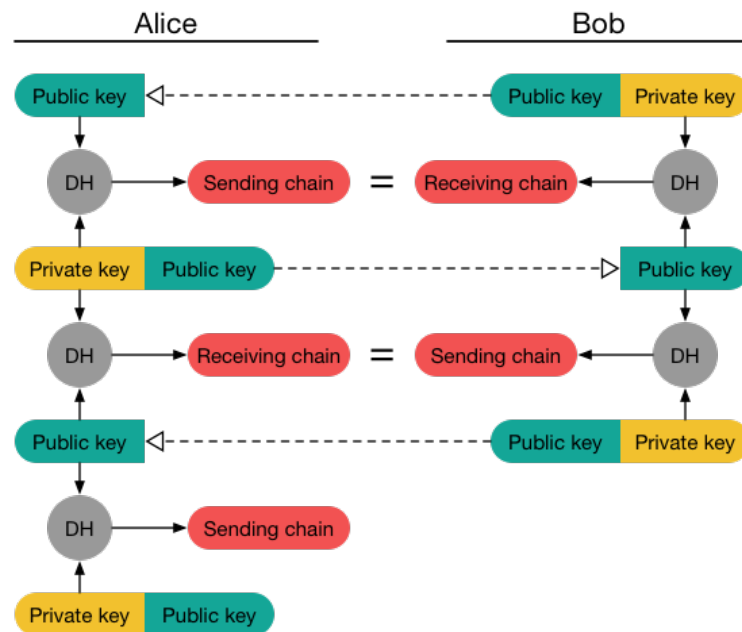 Alice Bob
Public key Public key Private key
DH Sending chain = Receiving chain DH
Private key Public key Public key
DH Receiving chain = Sending chain DH
Public key Public key Private key
DH Sending chain
Private key Public key